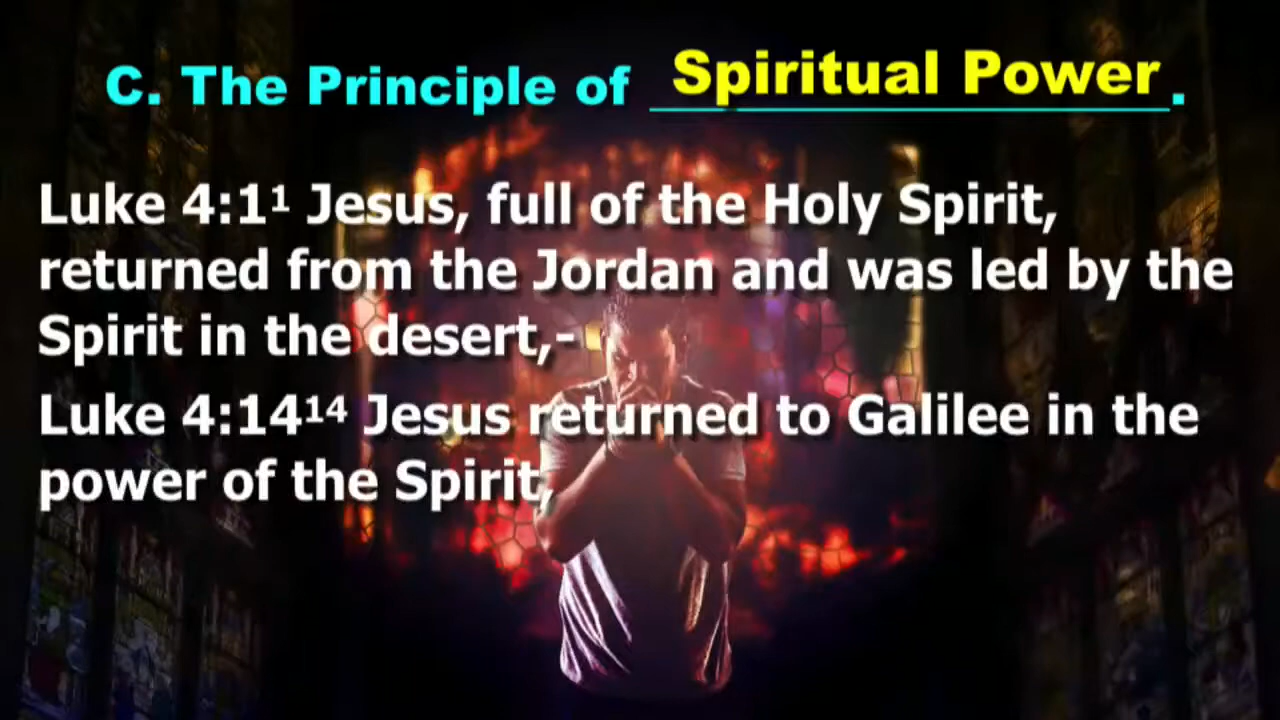 C. The Principle of Spiritual Power.
Luke 4:1¹ Jesus, full of the Holy Spirit,
returned from the Jordan and was led by the
Spirit in the desert,-
Luke 4:14¹⁴ Jesus returned to Galilee in the
power of the Spirit,